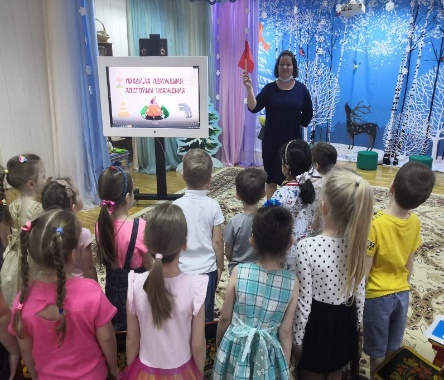 ПРАВИЛА ДВИЖЕНИЯ
ДОСТОЙНЫ УВАЖЕНИЯ